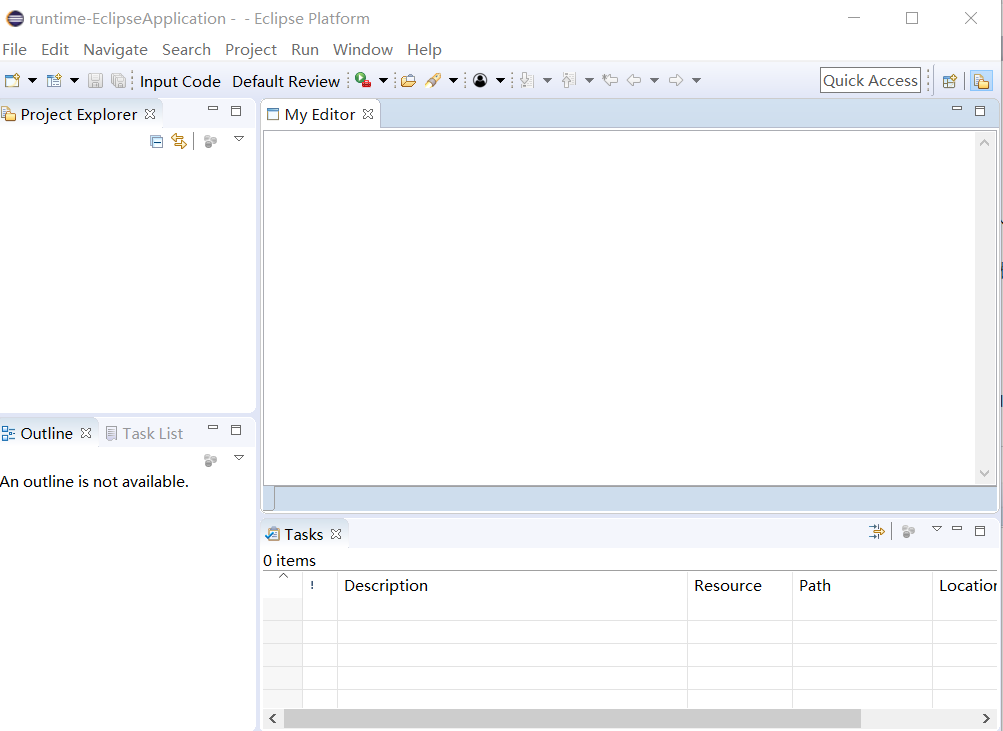 runtime-EclipseApplication -  - Eclipse Platform
File Edit Navigate Search Project Run Window Help
Input Code Default Review Quick Access
Project Explorer
My Editor
Outline Task List
An outline is not available.
Tasks
0 items
! Description Resource Path Location